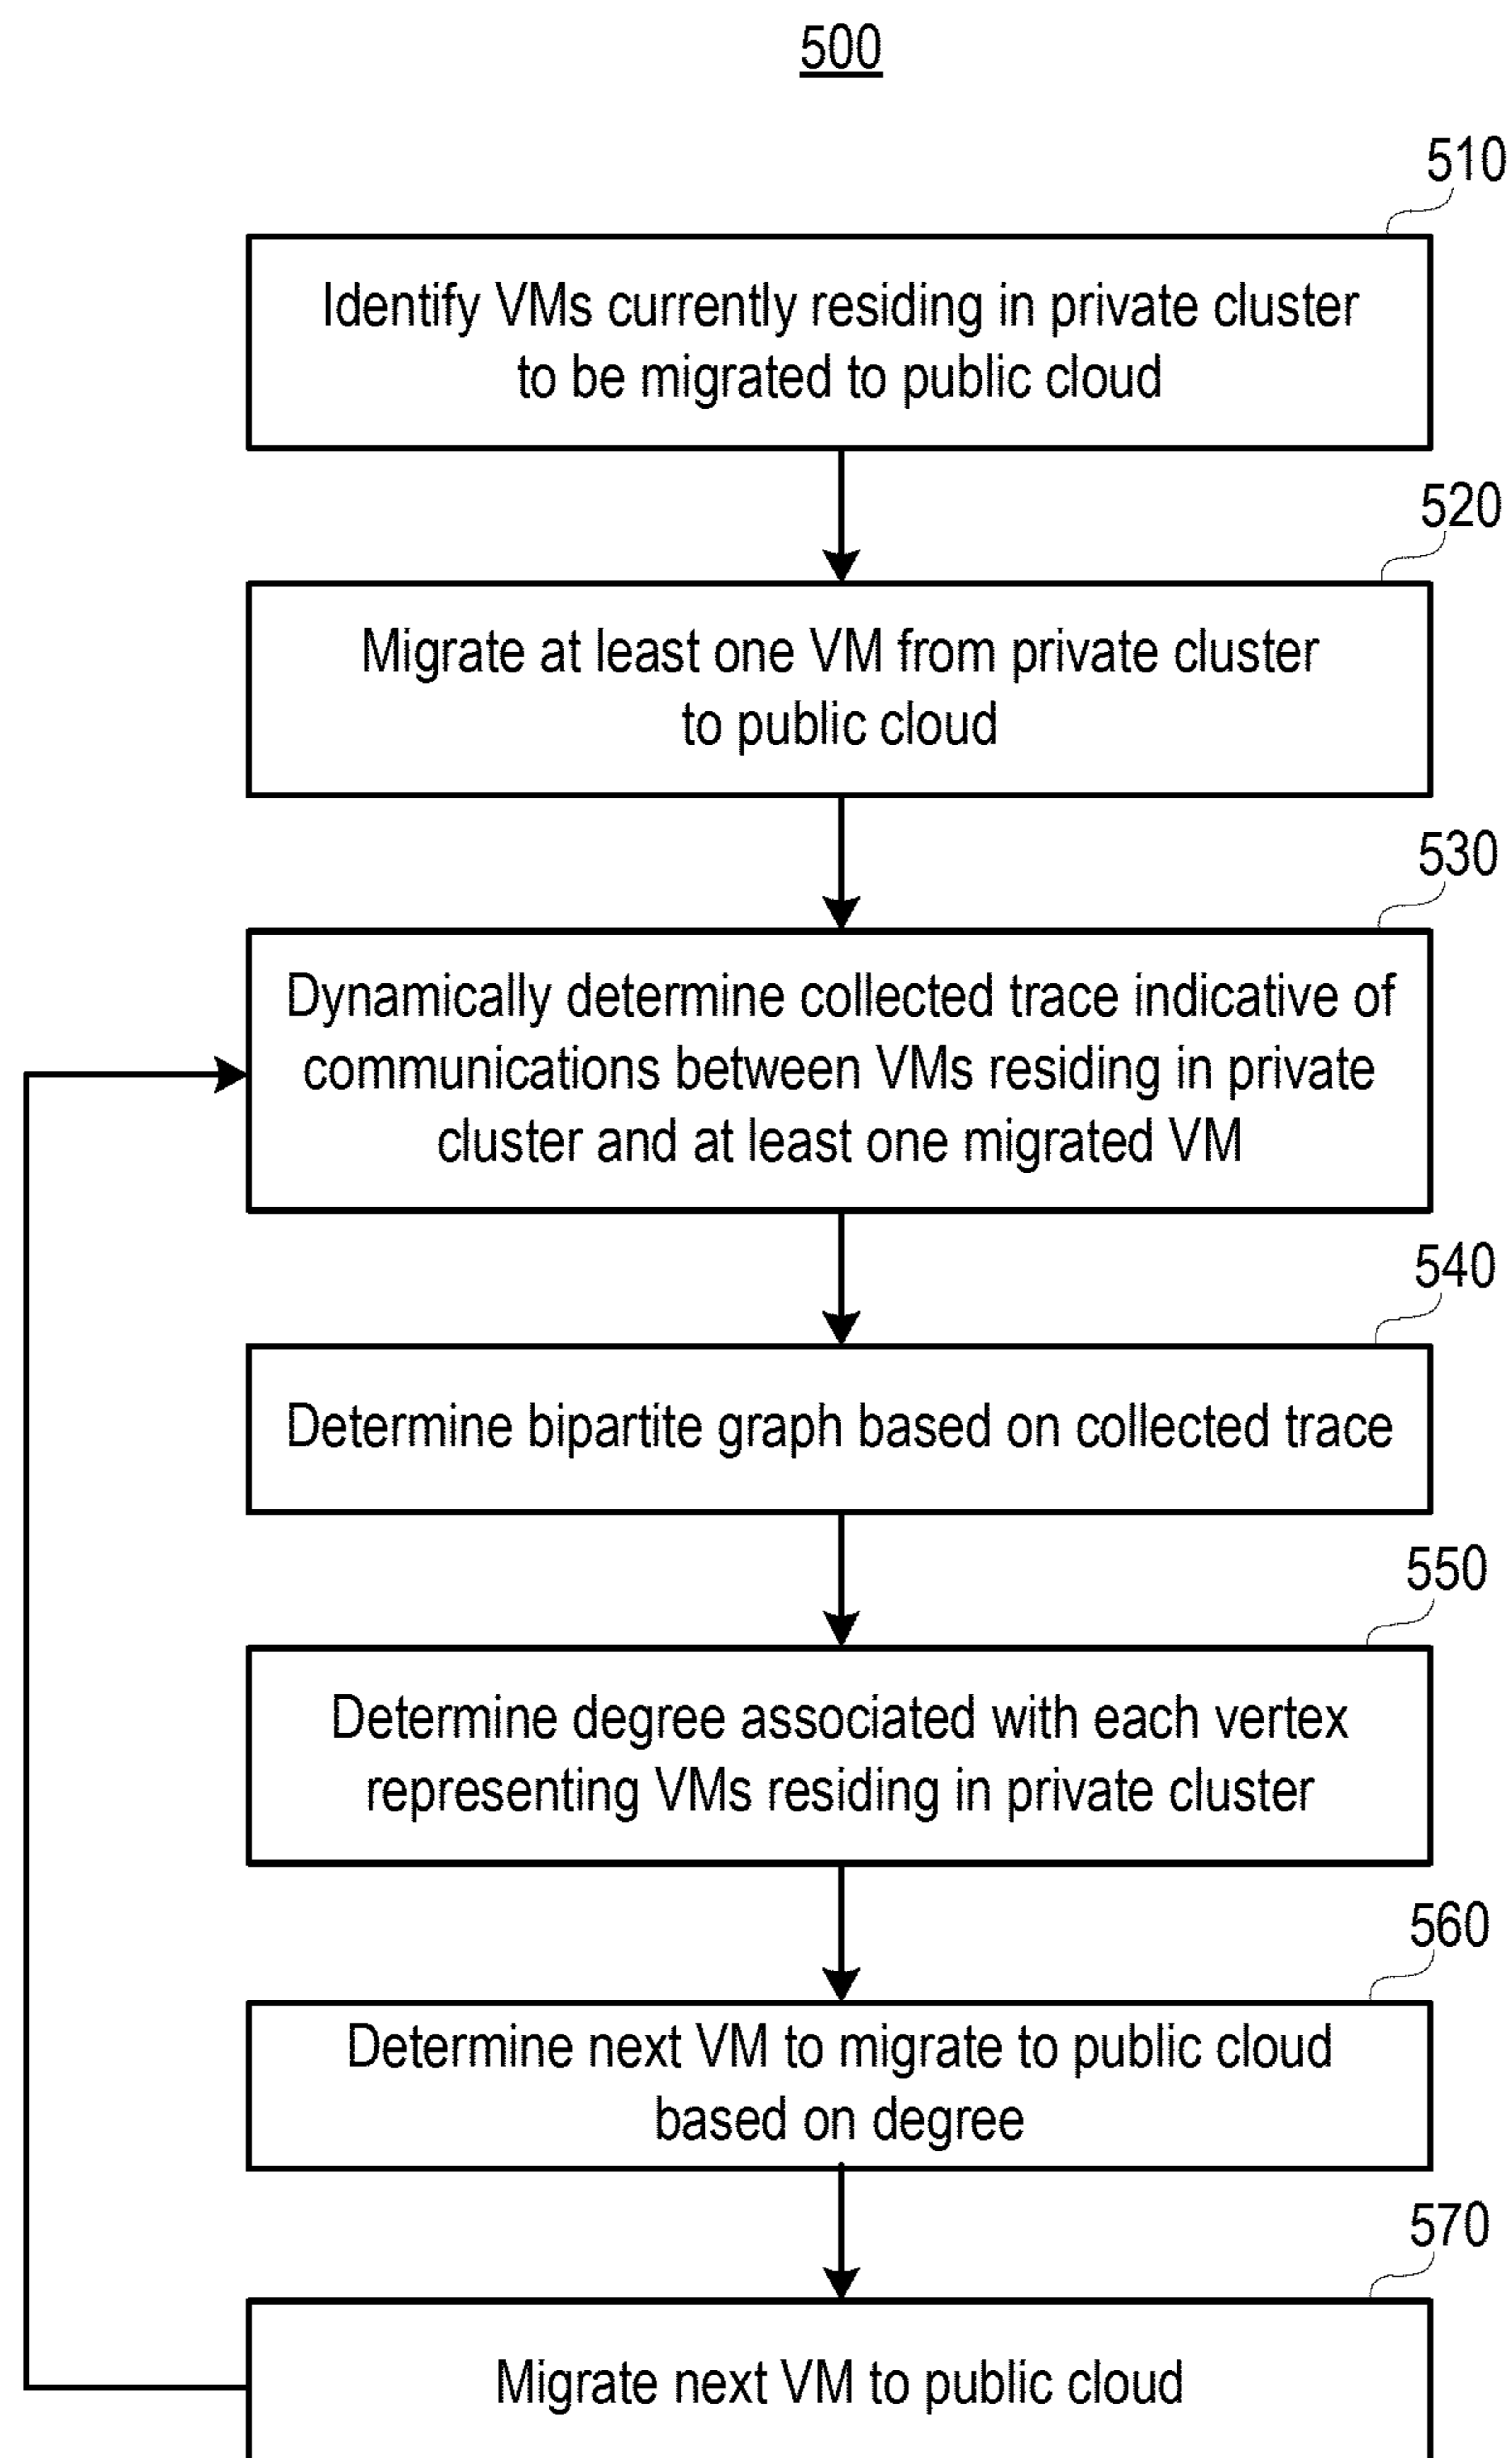 500
510
Identify VMs currently residing in private cluster
to be migrated to public cloud
520
Migrate at least one VM from private cluster
to public cloud
530
Dynamically determine collected trace indicative of
communications between VMs residing in private
cluster and at least one migrated VM
540
Determine bipartite graph based on collected trace
550
Determine degree associated with each vertex
representing VMs residing in private cluster
560
Determine next VM to migrate to public cloud
based on degree
570
Migrate next VM to public cloud